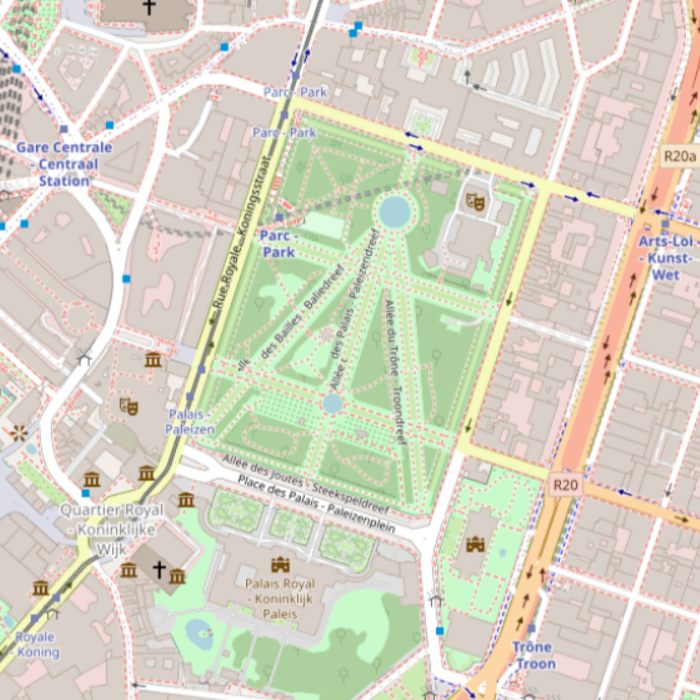 Parc - Park
Parc - Park
Gare Centrale
- Centraal
Station
R20a
Rue Royale - Koningsstraat
Parc -
Park
Arts-Loi
- Kunst-
Wet
des Bailles - Baliedreef
des Palais - Paleizendreef
Allée
Allée du Trône - Troondreef
Palais -
Paleizen
Allée des Joutes - Steekspeldreef
Place des Palais - Paleizenplein
R20
Quartier Royal
- Koninklijke
Wijk
Palais Royal
- Koninklijk
Paleis
Royale
- Koning
Trône
- Troon